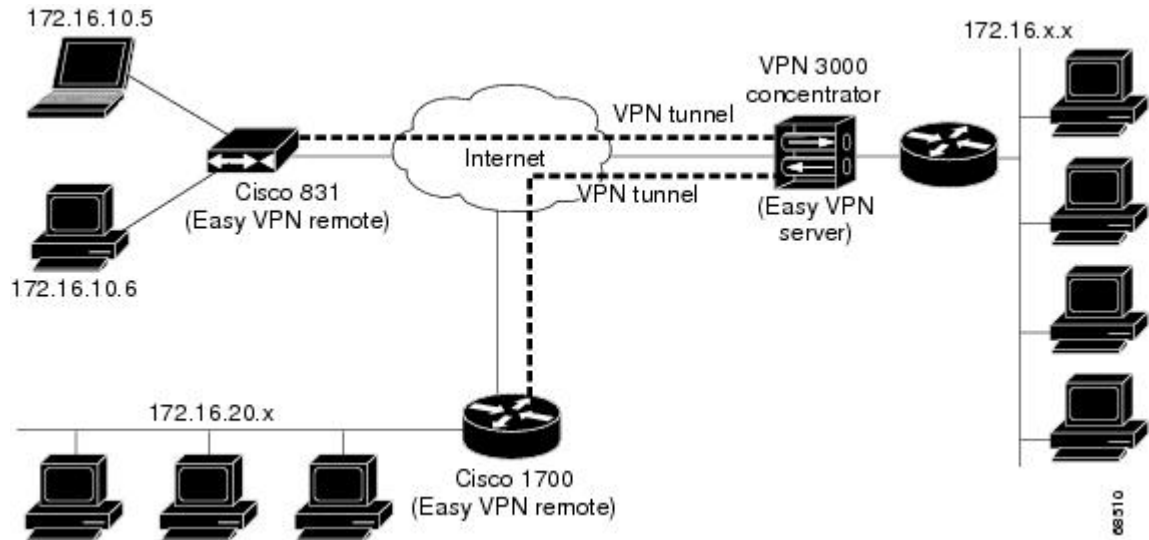 172.16.10.5
172.16.x.x
VPN 3000
concentrator
VPN tunnel
Internet
Cisco 831
(Easy VPN remote)
VPN tunnel
(Easy VPN
server)
172.16.10.6
172.16.20.x
Cisco 1700
(Easy VPN remote)
68510